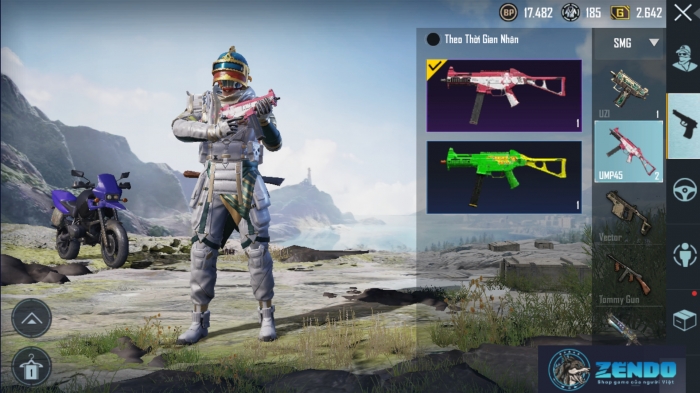 BP 17.482 185 G 2.642
Theo Thời Gian Nhận
SMG
1
UZI 1
UMP45 2
1
Vector
Tommy Gun
ZENDO
Shop game của người Việt